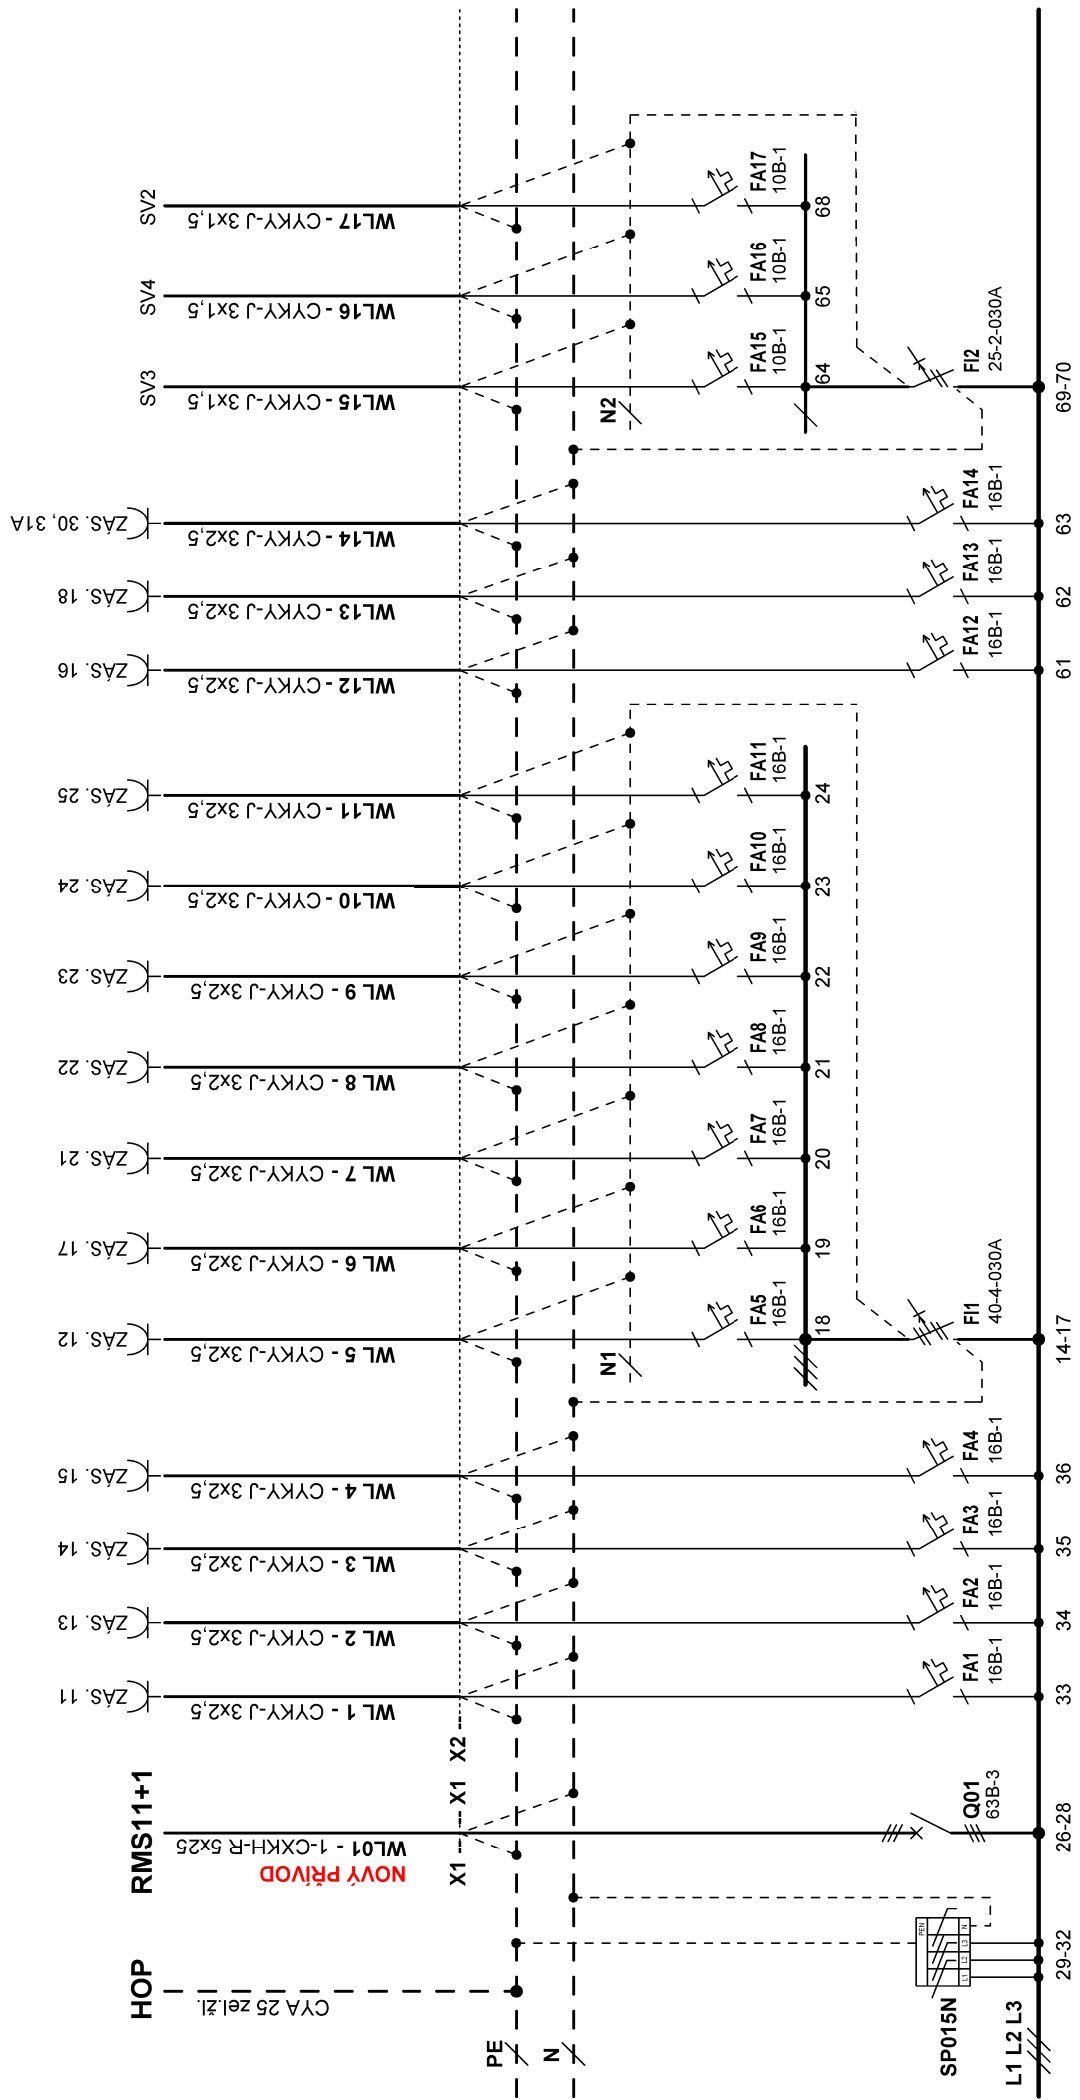 HOP
CYA 25 zel.žl.
PE
N
SP015N
PEN
L1
L2
L3
N
L1 L2 L3
29-32
RMS11+1
WL01 - 1-CXKH-R 5x25
NOVÝ PŘÍVOD
X1
X1
X2
Q01
63B-3
26-28
ZÁS. 11
WL 1 - CYKY-J 3x2,5
FA1
16B-1
33
ZÁS. 13
WL 2 - CYKY-J 3x2,5
FA2
16B-1
34
ZÁS. 14
WL 3 - CYKY-J 3x2,5
FA3
16B-1
35
ZÁS. 15
WL 4 - CYKY-J 3x2,5
FA4
16B-1
36
ZÁS. 12
WL 5 - CYKY-J 3x2,5
N1
FA5
16B-1
18
FI1
40-4-030A
14-17
ZÁS. 17
WL 6 - CYKY-J 3x2,5
FA6
16B-1
19
ZÁS. 21
WL 7 - CYKY-J 3x2,5
FA7
16B-1
20
ZÁS. 22
WL 8 - CYKY-J 3x2,5
FA8
16B-1
21
ZÁS. 23
WL 9 - CYKY-J 3x2,5
FA9
16B-1
22
ZÁS. 24
WL10 - CYKY-J 3x2,5
FA10
16B-1
23
ZÁS. 25
WL11 - CYKY-J 3x2,5
FA11
16B-1
24
ZÁS. 16
WL12 - CYKY-J 3x2,5
FA12
16B-1
61
ZÁS. 18
WL13 - CYKY-J 3x2,5
FA13
16B-1
62
ZÁS. 30, 31A
WL14 - CYKY-J 3x2,5
FA14
16B-1
63
SV3
WL15 - CYKY-J 3x1,5
N2
FA15
10B-1
64
FI2
25-2-030A
69-70
SV4
WL16 - CYKY-J 3x1,5
FA16
10B-1
65
SV2
WL17 - CYKY-J 3x1,5
FA17
10B-1
68